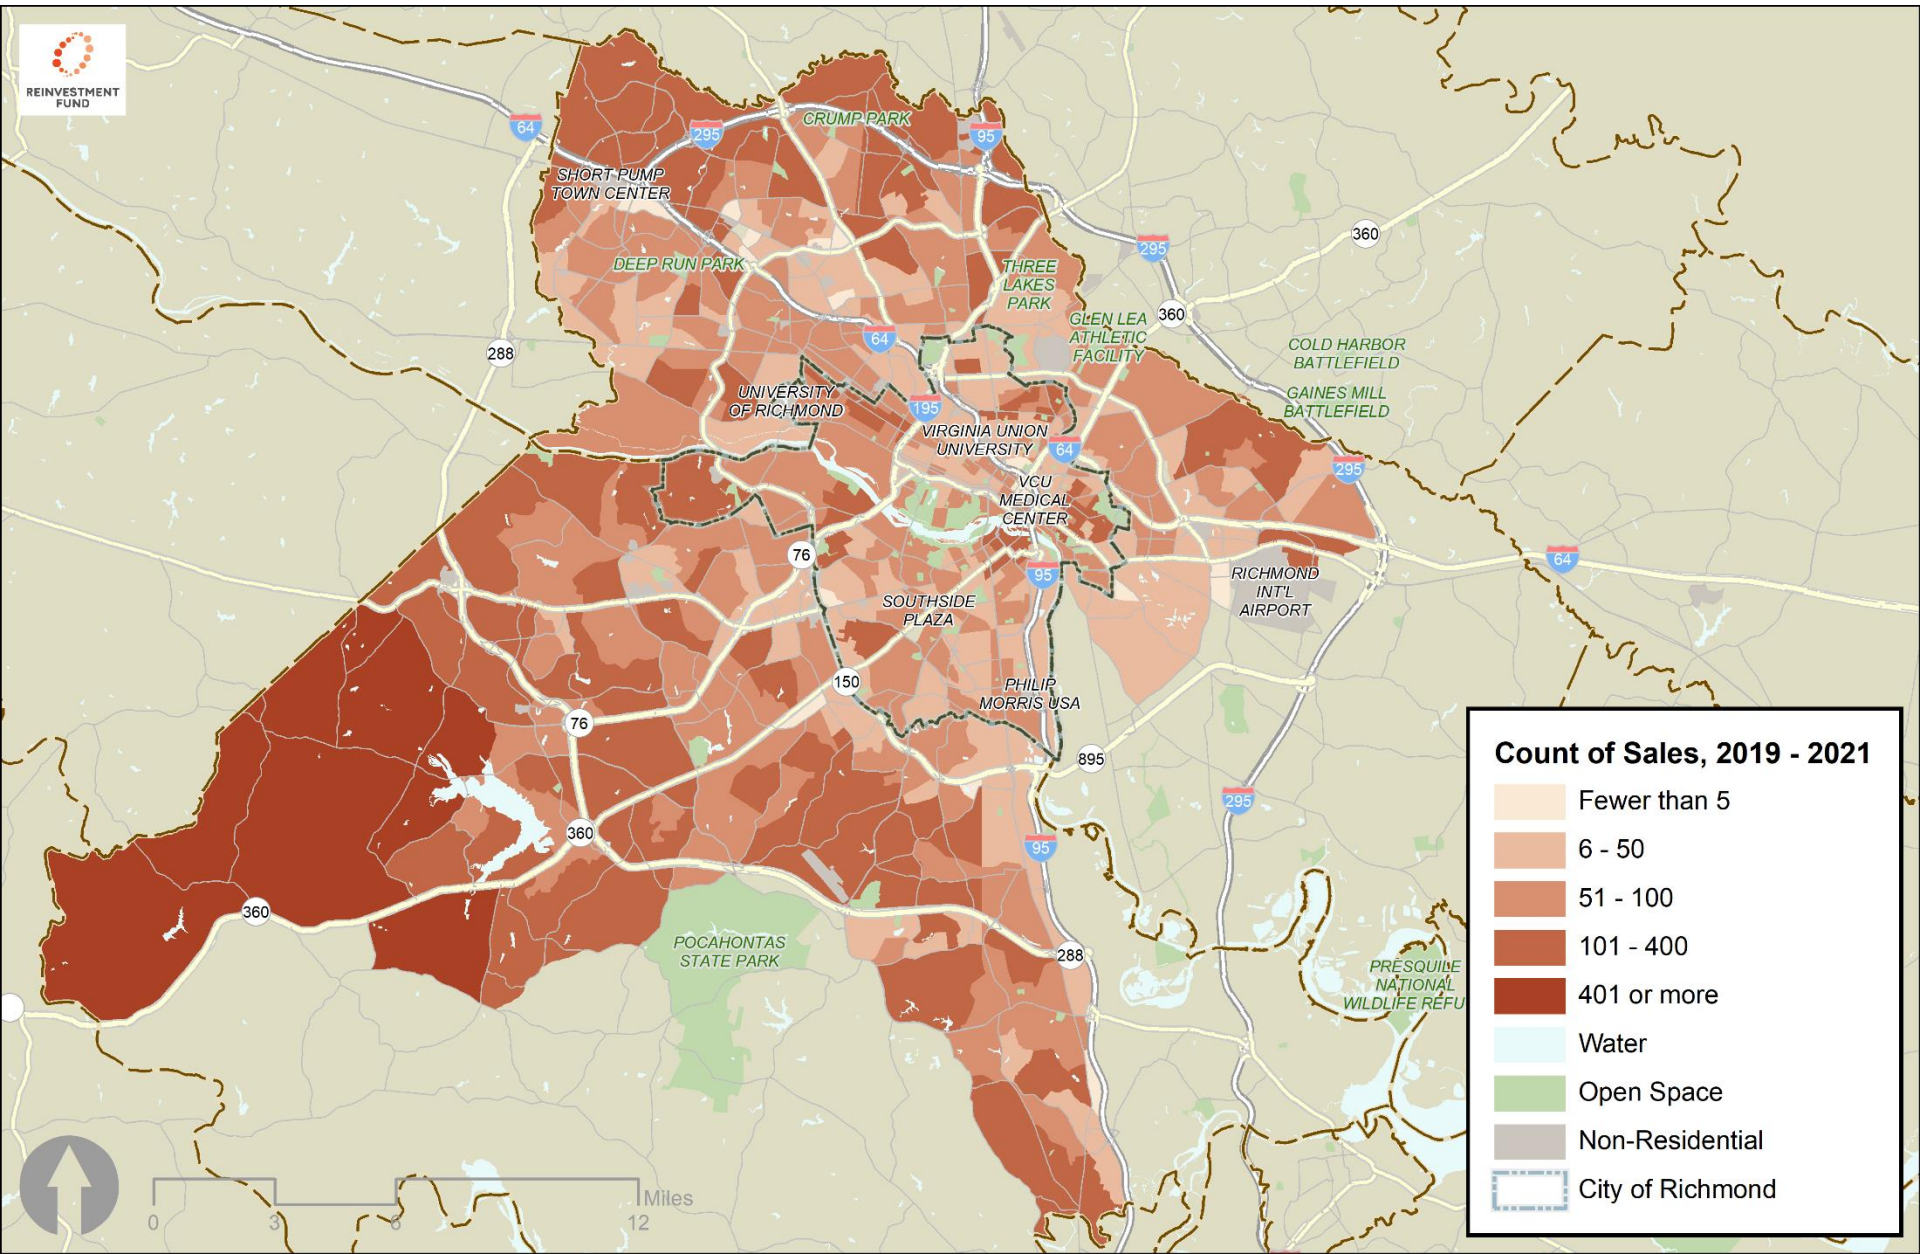 REINVESTMENT
FUND
64
295
CRUMP PARK
95
SHORT PUMP
TOWN CENTER
360
295
DEEP RUN PARK
THREE
LAKES
PARK
360
GLEN LEA
ATHLETIC
FACILITY
64
288
COLD HARBOR
BATTLEFIELD
UNIVERSITY
OF RICHMOND
GAINES MILL
BATTLEFIELD
195
VIRGINIA UNION
UNIVERSITY
64
295
VCU
MEDICAL
CENTER
76
64
95
RICHMOND
INT'L
AIRPORT
SOUTHSIDE
PLAZA
150
PHILIP
MORRIS USA
76
895
295
360
95
360
POCAHONTAS
STATE PARK
288
PRESQUILE
NATIONAL
WILDLIFE REFU
Count of Sales, 2019 - 2021
Fewer than 5
6 - 50
51 - 100
101 - 400
401 or more
Water
Open Space
Non-Residential
City of Richmond
Miles
0 3 6 12